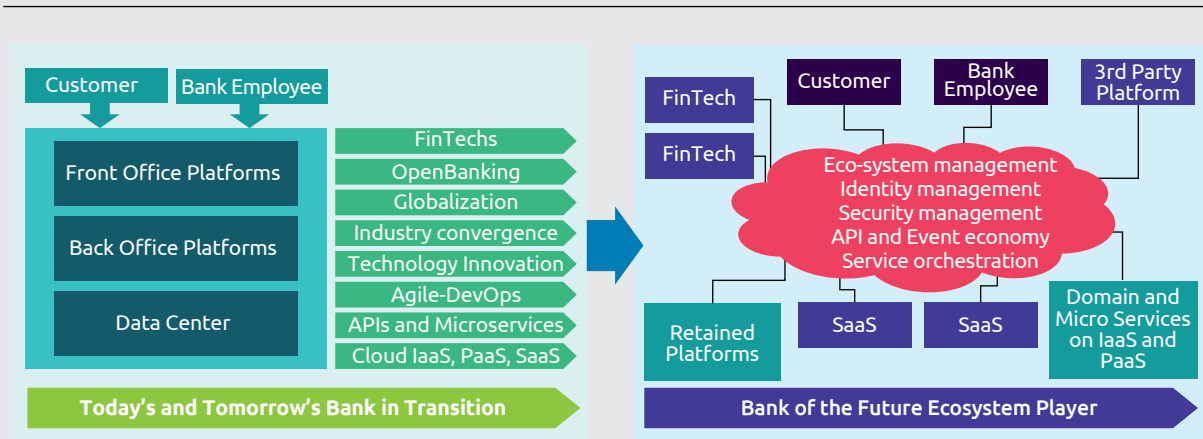 Customer
Bank Employee
Front Office Platforms
Back Office Platforms
Data Center
FinTechs
OpenBanking
Globalization
Industry convergence
Technology Innovation
Agile-DevOps
APIs and Microservices
Cloud IaaS, PaaS, SaaS
Today's and Tomorrow's Bank in Transition
FinTech
FinTech
Customer
Bank
Employee
3rd Party
Platform
Eco-system management
Identity management
Security management
API and Event economy
Service orchestration
Retained
Platforms
SaaS
SaaS
Domain and
Micro Services
on IaaS and
PaaS
Bank of the Future Ecosystem Player